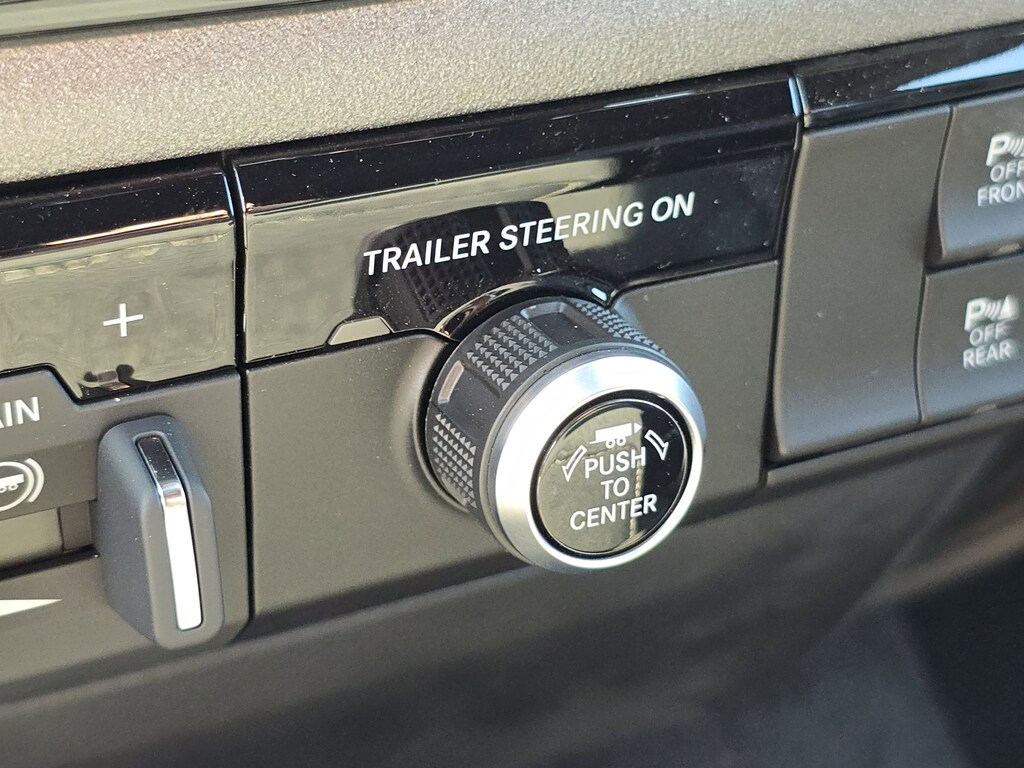 TRAILER STEERING ON
+
AIN
PUSH
TO
CENTER
P
OFF
FRON
P
OFF
REAR